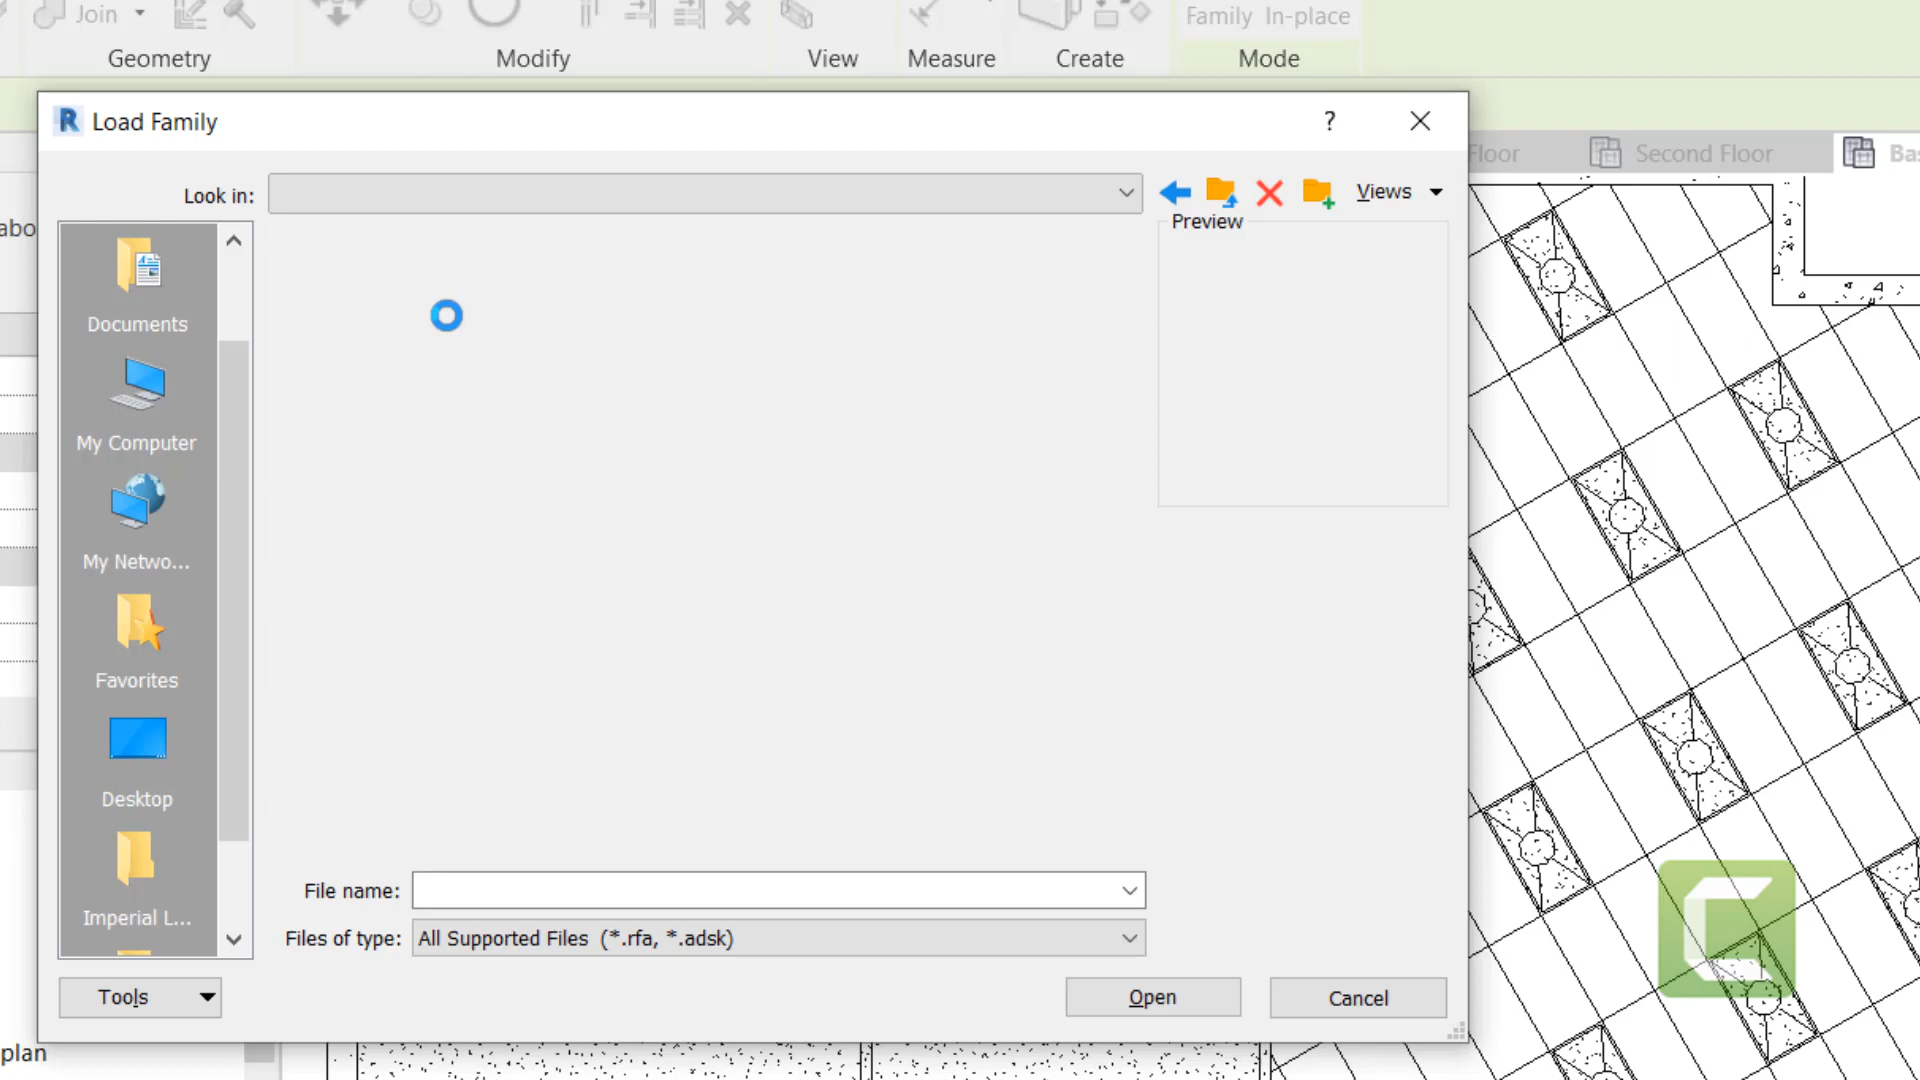 Join
Family In-place
Geometry
Modify
View
Measure
Create
Mode
Load Family
?
Floor
Second Floor
Bas
Look in:
Views
Preview
abo
Documents
My Computer
My Netwo...
Favorites
Desktop
Imperial L...
File name:
Files of type: All Supported Files (*.rfa, *.adsk)
Tools
Open
Cancel
plan